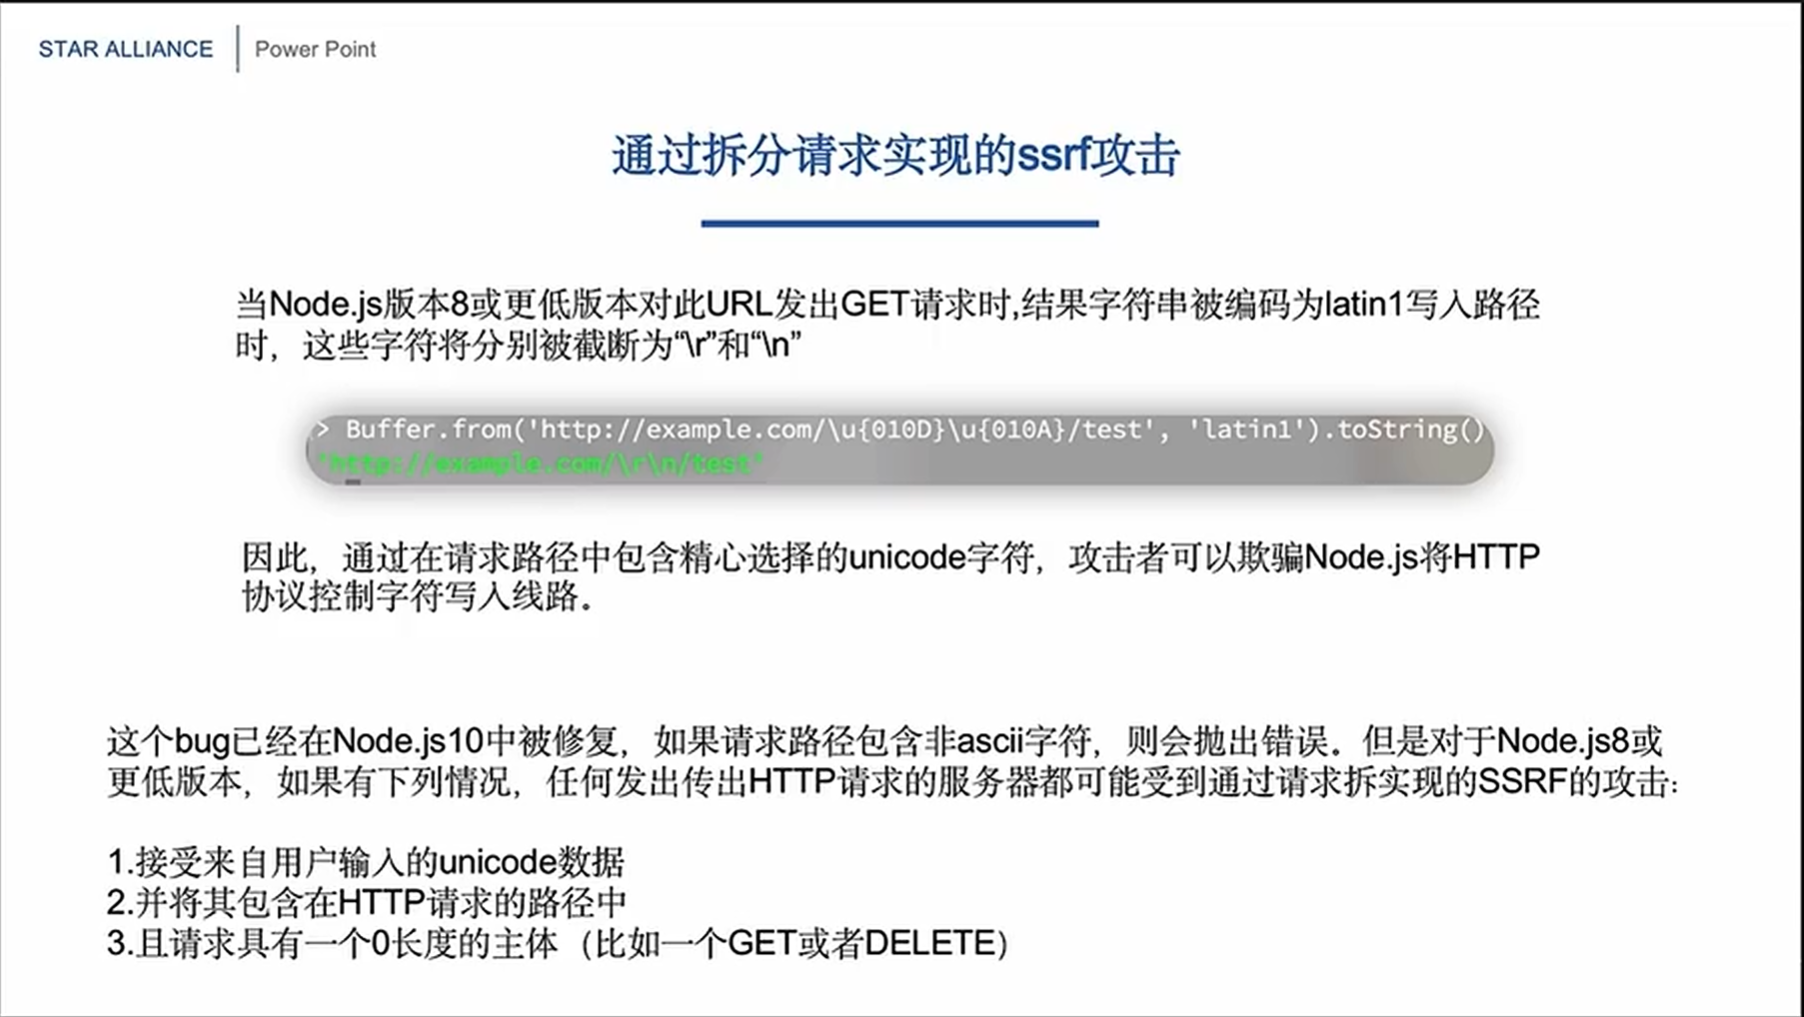 STAR ALLIANCE
Power Point
通过拆分请求实现的ssrf攻击
当Node.js版本8或更低版本对此URL发出GET请求时,结果字符串被编码为latin1写入路径
时，这些字符将分别被截断为“\r”和“\n”
> Buffer.from('http://example.com/\u{010D}\u{010A}/test', 'latin1').toString()
'http://example.com/\r\n/test'
因此，通过在请求路径中包含精心选择的unicode字符，攻击者可以欺骗Node.js将HTTP
协议控制字符写入线路。
这个bug已经在Node.js10中被修复，如果请求路径包含非ascii字符，则会抛出错误。但是对于Node.js8或
更低版本，如果有下列情况，任何发出传出HTTP请求的服务器都可能受到通过请求拆实现的SSRF的攻击：
1.接受来自用户输入的unicode数据
2.并将其包含在HTTP请求的路径中
3.且请求具有一个0长度的主体（比如一个GET或者DELETE）